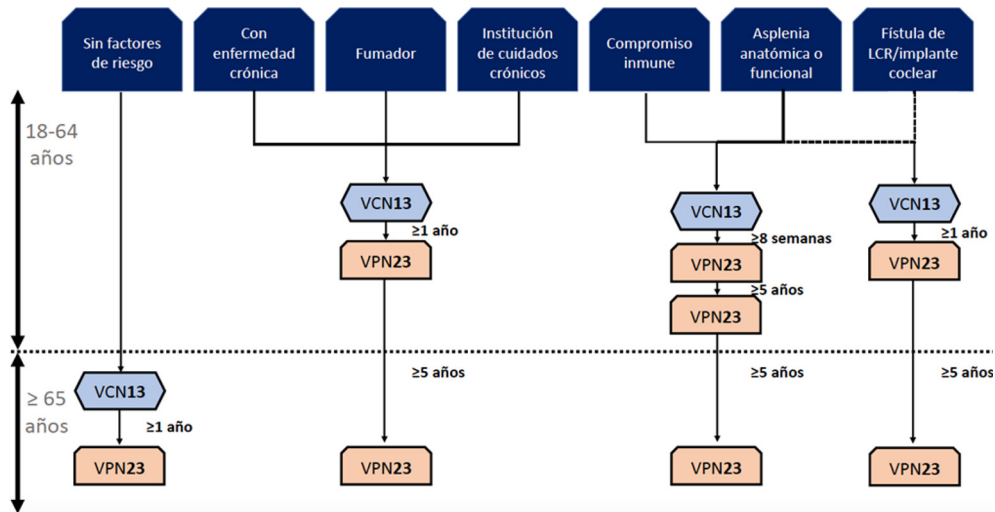 Sin factores
de riesgo
Con
enfermedad
crónica
Fumador
Institución
de cuidados
crónicos
Compromiso
inmune
Asplenia
anatómica o
funcional
Fístula de
LCR/implante
coclear
18-64
años
VCN13
≥1 año
VPN23
VCN13
≥8 semanas
VPN23
≥5 años
VPN23
VCN13
≥1 año
VPN23
≥ 65
años
VCN13
≥1 año
VPN23
≥5 años
VPN23
≥5 años
VPN23
≥5 años
VPN23